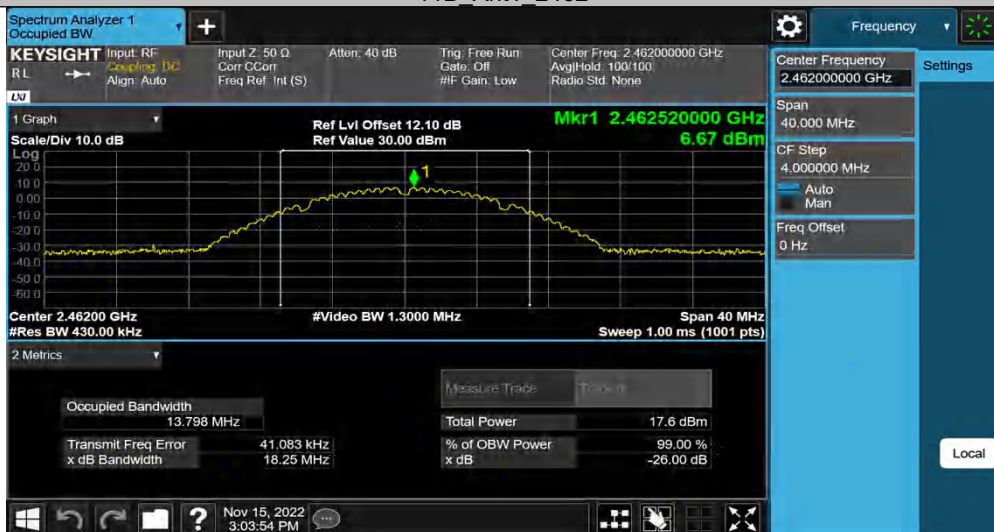 Spectrum Analyzer 1
Occupied BW
+
Frequency
KEYSIGHT
RL
LXI
Input: RF
Coupling: DC
Align: Auto
Input Z: 50 Ω
Corr CCorr
Freq Ref: Int (S)
Atten: 40 dB
Trig: Free Run
Gate: Off
#IF Gain: Low
Center Freq: 2.462000000 GHz
Avg|Hold: 100/100
Radio Std: None
Center Frequency
2.462000000 GHz
Settings
Span
40.000 MHz
CF Step
4.000000 MHz
Auto
Man
Freq Offset
0 Hz
Local
1 Graph
Scale/Div 10.0 dB
Ref Lvl Offset 12.10 dB
Ref Value 30.00 dBm
Mkr1 2.462520000 GHz
6.67 dBm
Log
20.0
10.0
0.00
-10.0
-20.0
-30.0
-40.0
-50.0
-60.0
1
Center 2.46200 GHz
#Video BW 1.3000 MHz
Span 40 MHz
#Res BW 430.00 kHz
Sweep 1.00 ms (1001 pts)
2 Metrics
Measure Trace
Occupied Bandwidth
13.798 MHz
Total Power 17.6 dBm
Transmit Freq Error 41.083 kHz
% of OBW Power 99.00 %
x dB Bandwidth 18.25 MHz
x dB -26.00 dB
?
Nov 15, 2022
3:03:54 PM